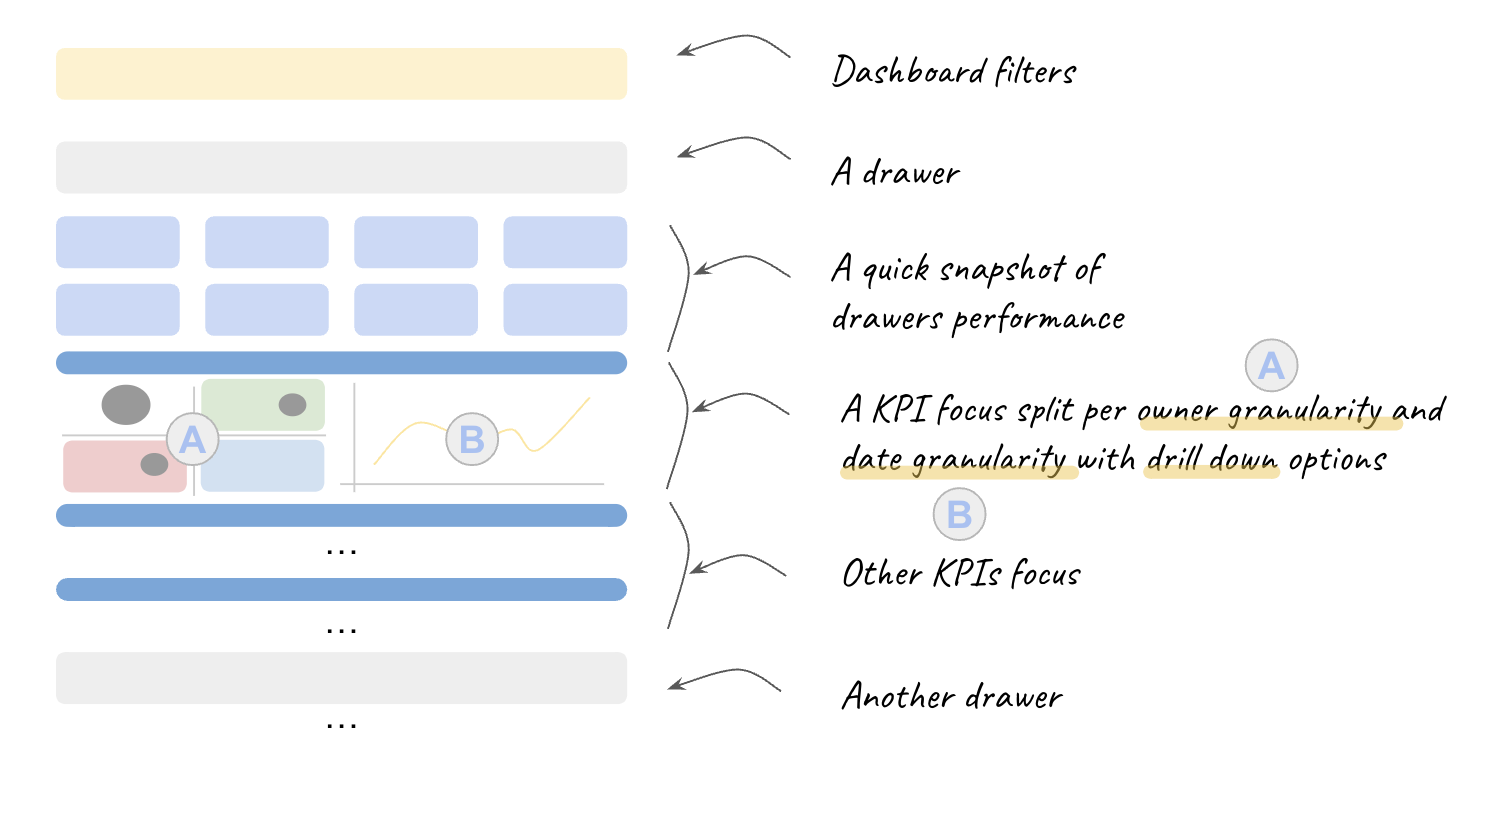 Dashboard filters
A drawer
A quick snapshot of
drawers performance
A
A KPI focus split per owner granularity and
date granularity with drill down options
A
B
B
...
Other KPIs focus
...
Another drawer
...